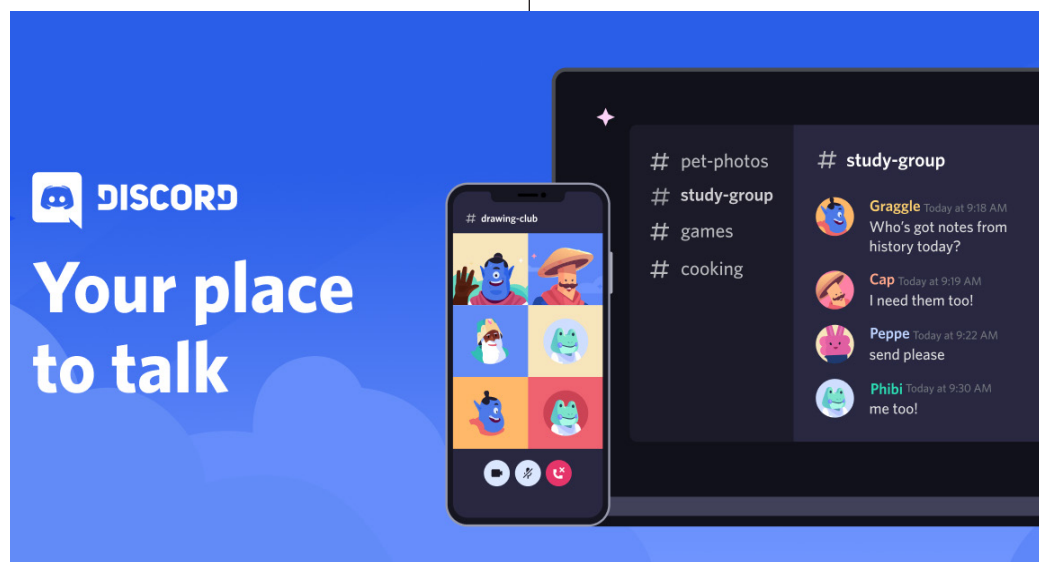 DISCORD
Your place
to talk
# drawing-club
# pet-photos
# study-group
# games
# cooking
# study-group
Graggle Today at 9:18 AM
Who's got notes from
history today?
Cap Today at 9:19 AM
I need them too!
Peppe Today at 9:22 AM
send please
Phibi Today at 9:30 AM
me too!